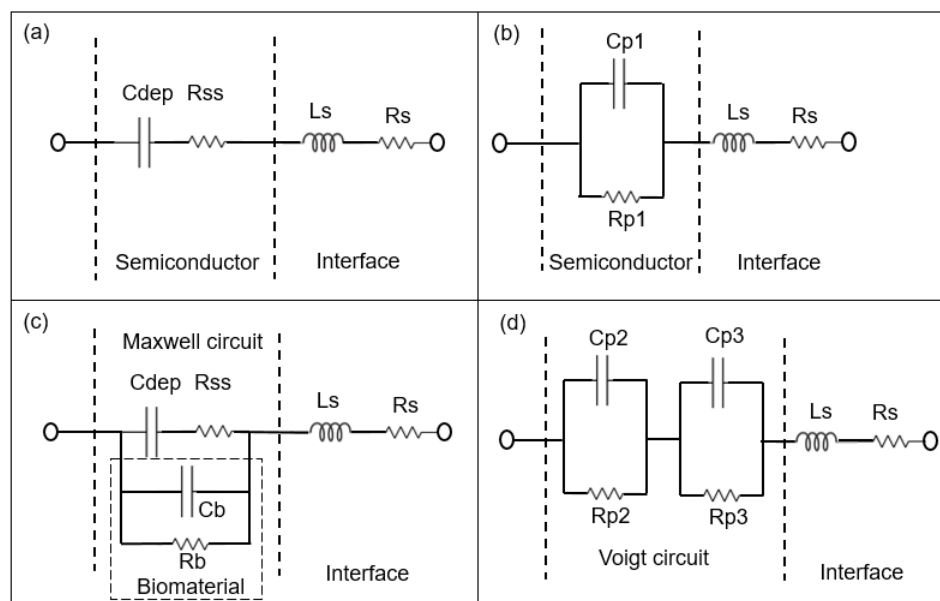 (a)
Cdep Rss
Ls
Rs
Semiconductor
Interface
(b)
Cp1
Ls
Rs
Rp1
Semiconductor
Interface
(c)
Maxwell circuit
Cdep Rss
Ls
Rs
Cb
Rb
Biomaterial
Interface
(d)
Cp2
Cp3
Ls
Rs
Rp2
Rp3
Voigt circuit
Interface